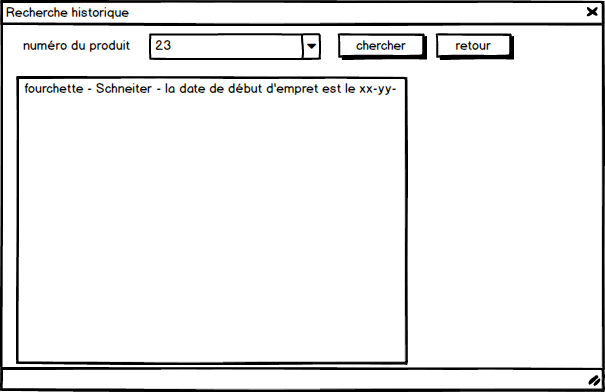 Recherche historique
numéro du produit 23 chercher retour
fourchette - Schneiter - la date de début d'empret est le xx-yy-